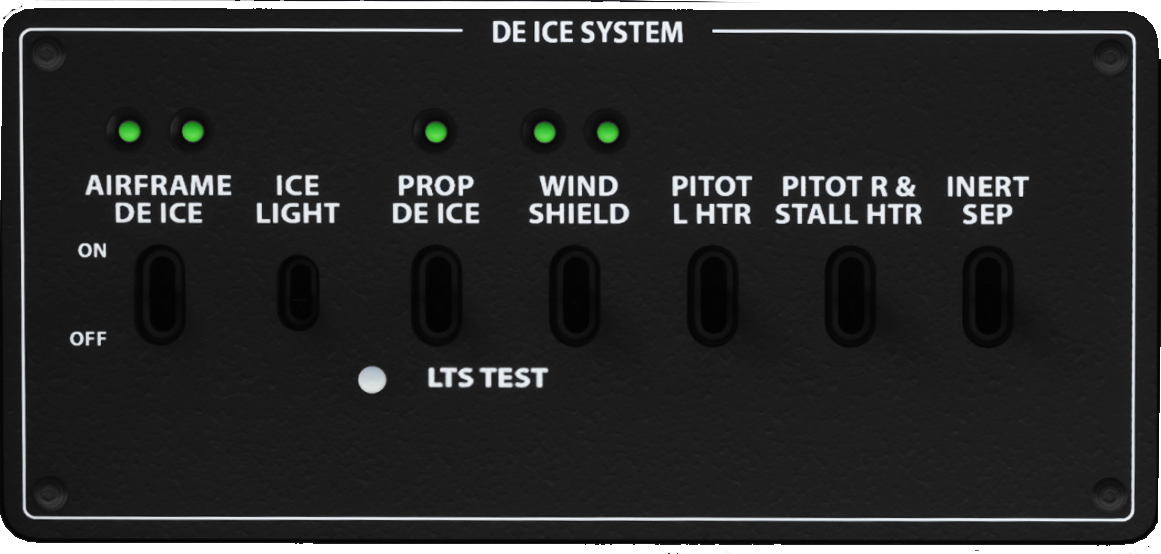 DE ICE SYSTEM
AIRFRAME
DE ICE
ICE
LIGHT
PROP
DE ICE
WIND
SHIELD
PITOT
L HTR
PITOT R &
STALL HTR
INERT
SEP
ON
OFF
LTS TEST